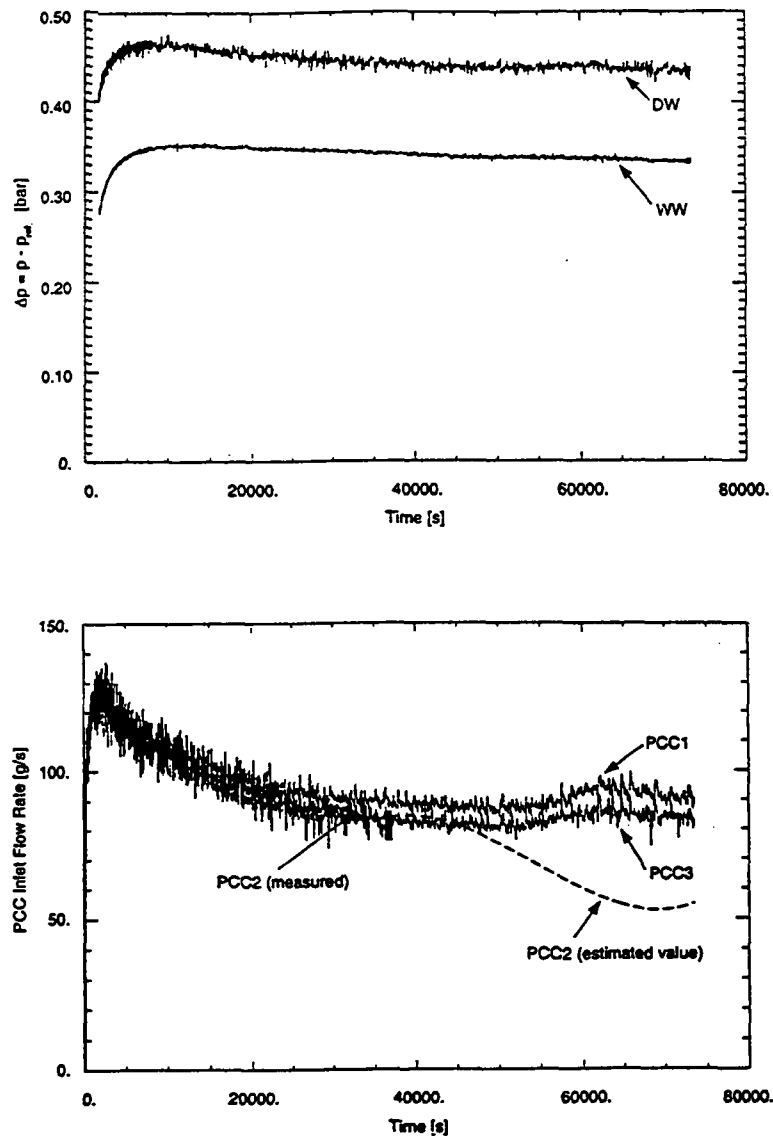 0.50
0.40
0.30
0.20
0.10
0.
Δp = p - p_ref. [bar]
DW
WW
0.
20000.
40000.
60000.
80000.
Time [s]
150.
100.
50.
0.
PCC Inlet Flow Rate [g/s]
PCC1
PCC3
PCC2 (measured)
PCC2 (estimated value)
0.
20000.
40000.
60000.
80000.
Time [s]